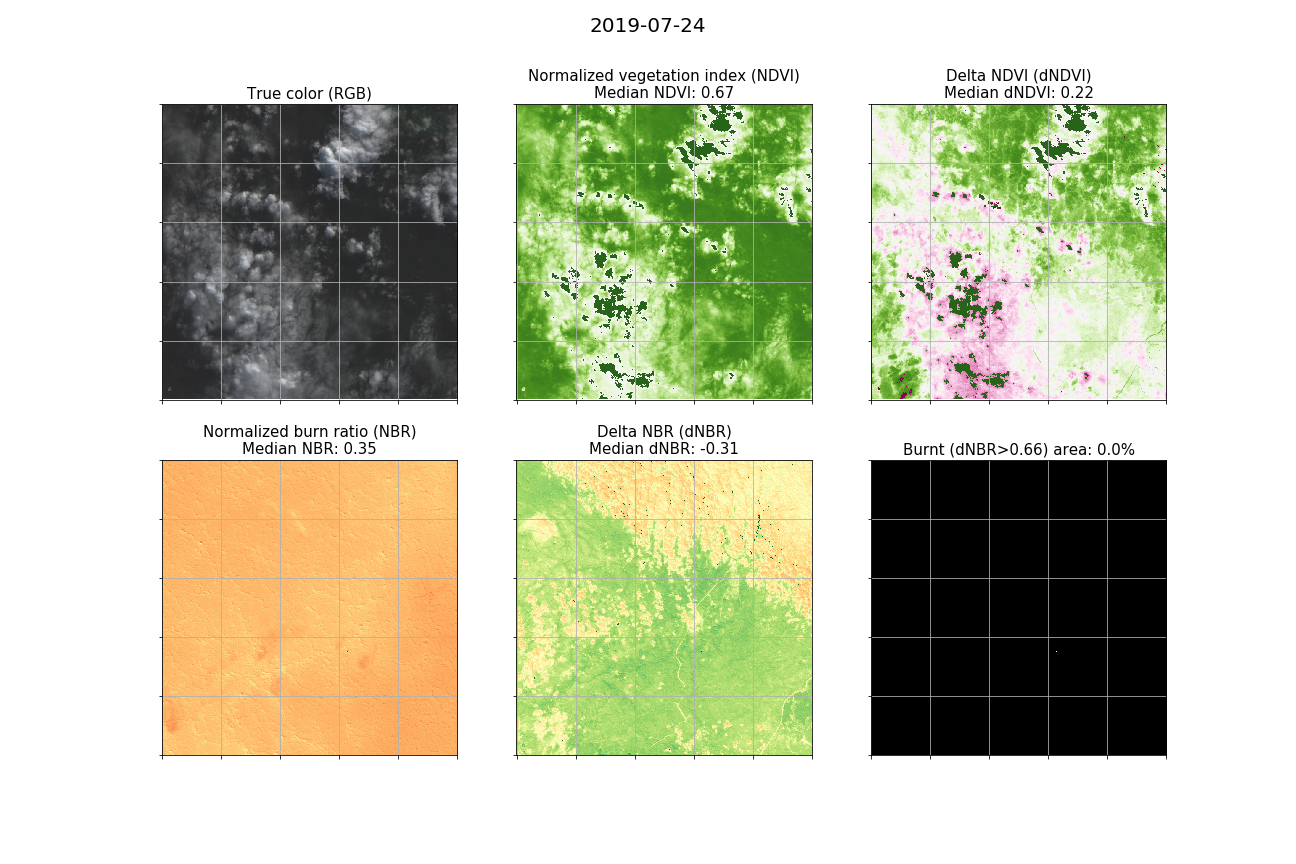 2019-07-24
True color (RGB)
Normalized vegetation index (NDVI)
Median NDVI: 0.67
Delta NDVI (dNDVI)
Median dNDVI: 0.22
Normalized burn ratio (NBR)
Median NBR: 0.35
Delta NBR (dNBR)
Median dNBR: -0.31
Burnt (dNBR>0.66) area: 0.0%